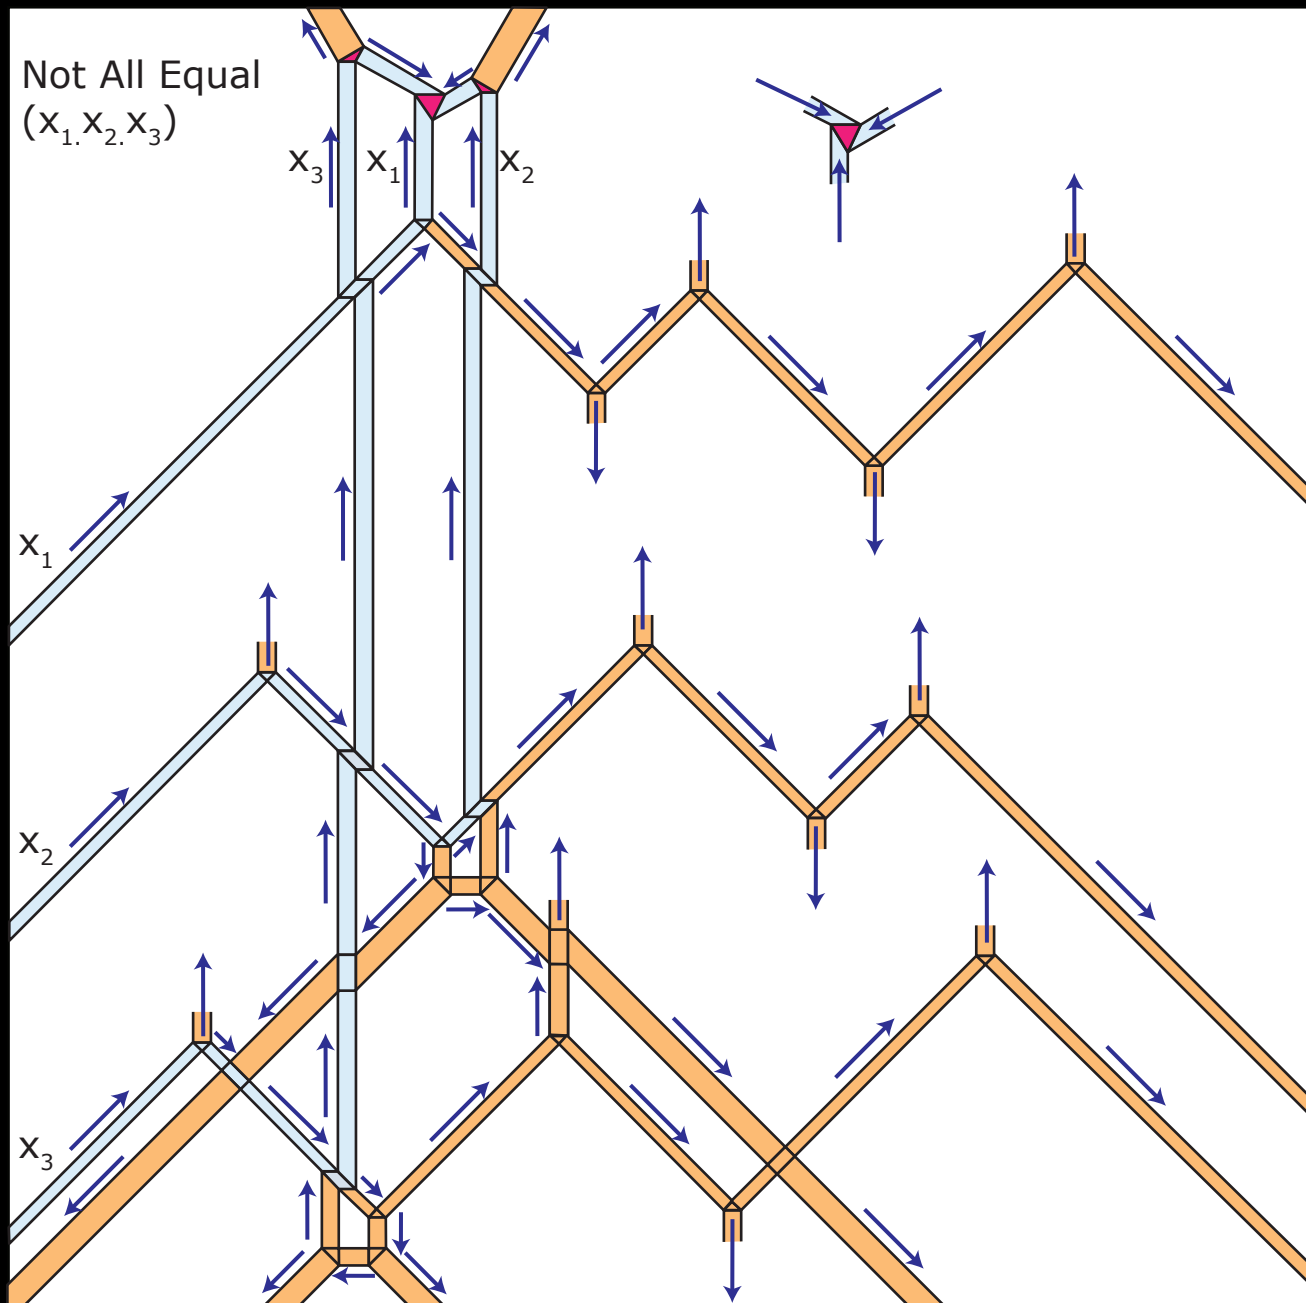 Not All Equal
(x₁.x₂.x₃)
x₃ x₁ x₂
x₁
x₂
x₃